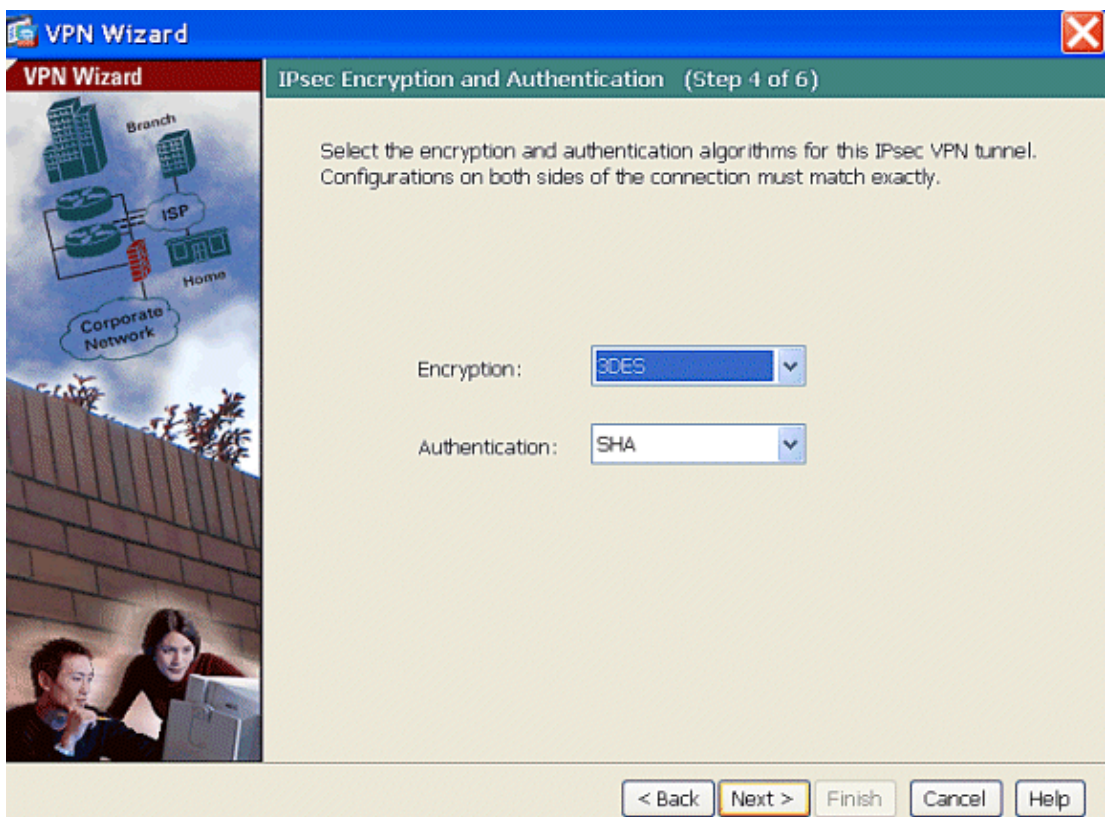 VPN Wizard
VPN Wizard
IPsec Encryption and Authentication (Step 4 of 6)
Branch
ISP
Home
Corporate
Network
Select the encryption and authentication algorithms for this IPsec VPN tunnel.
Configurations on both sides of the connection must match exactly.
Encryption: 3DES
Authentication: SHA
< Back Next > Finish Cancel Help